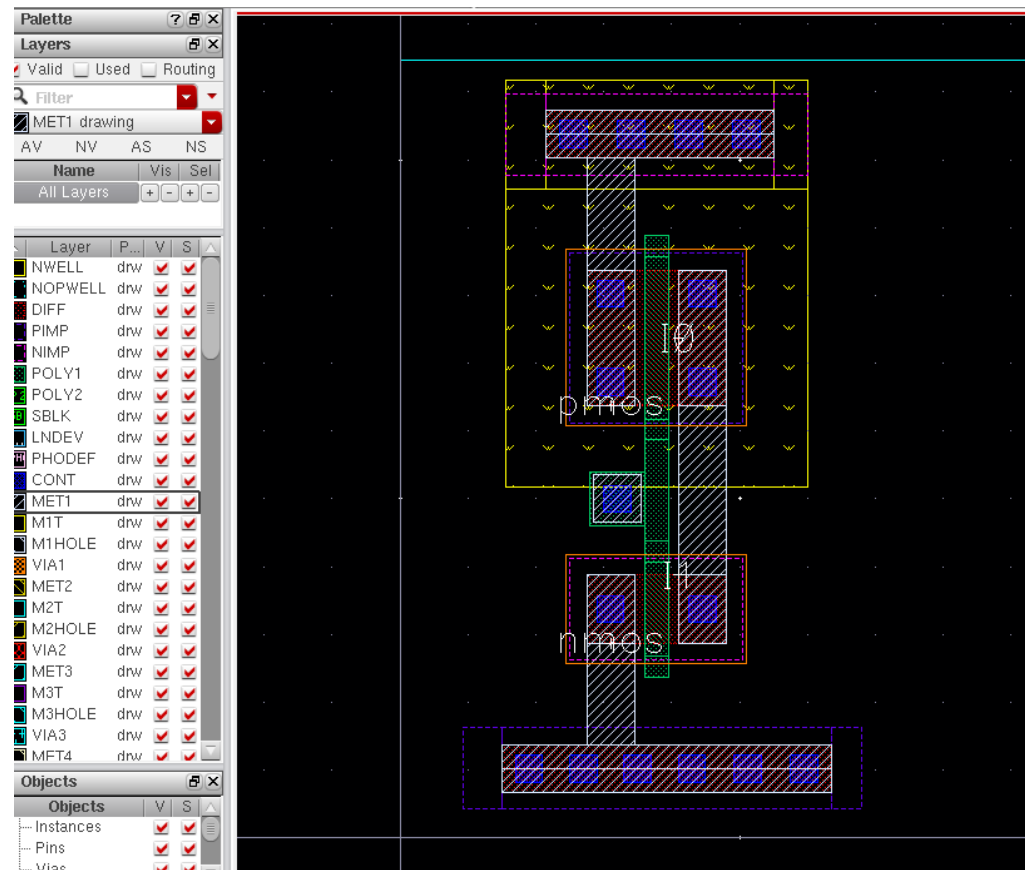 Palette
Layers
Valid Used Routing
Filter
MET1 drawing
AV NV AS NS
Name Vis Sel
All Layers + - + -
Layer P... V S
NWELL drw
NOPWELL drw
DIFF drw
PIMP drw
NIMP drw
POLY1 drw
POLY2 drw
SBLK drw
LNDEV drw
PHODEF drw
CONT drw
MET1 drw
M1T drw
M1HOLE drw
VIA1 drw
MET2 drw
M2T drw
M2HOLE drw
VIA2 drw
MET3 drw
M3T drw
M3HOLE drw
VIA3 drw
MET4 drw
Objects
Objects V S
Instances
Pins
Vias
I0
pmos
I1
nmos